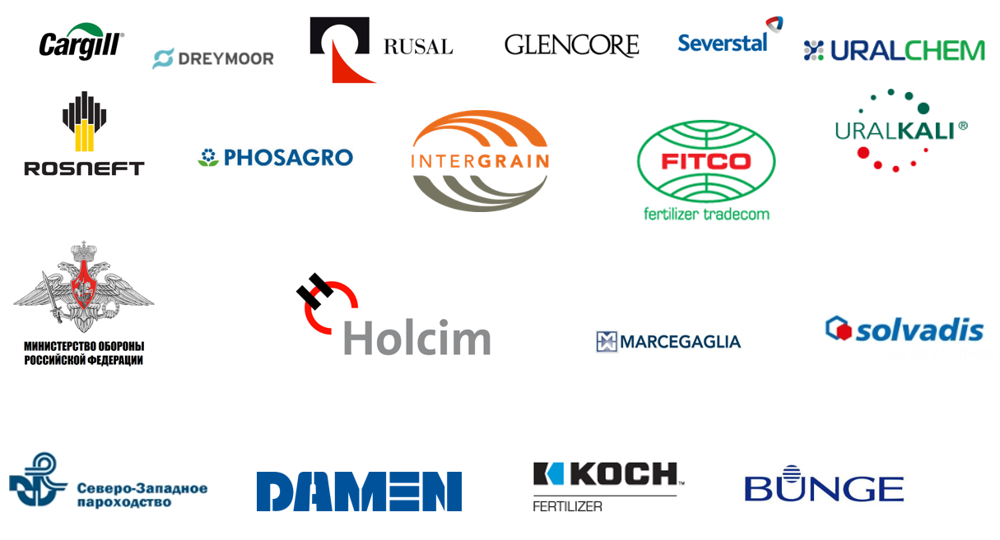 Cargill®
DREYMOOR
RUSAL
GLENCORE
Severstal
URALCHEM
ROSNEFT
PHOSAGRO
INTERGRAIN
FITCO
fertilizer tradecom
URALKALI®
МИНИСТЕРСТВО ОБОРОНЫ
РОССИЙСКОЙ ФЕДЕРАЦИИ
Holcim
MARCEGAGLIA
solvadis
Северо-Западное
пароходство
DAMEN
KOCH™
FERTILIZER
BUNGE